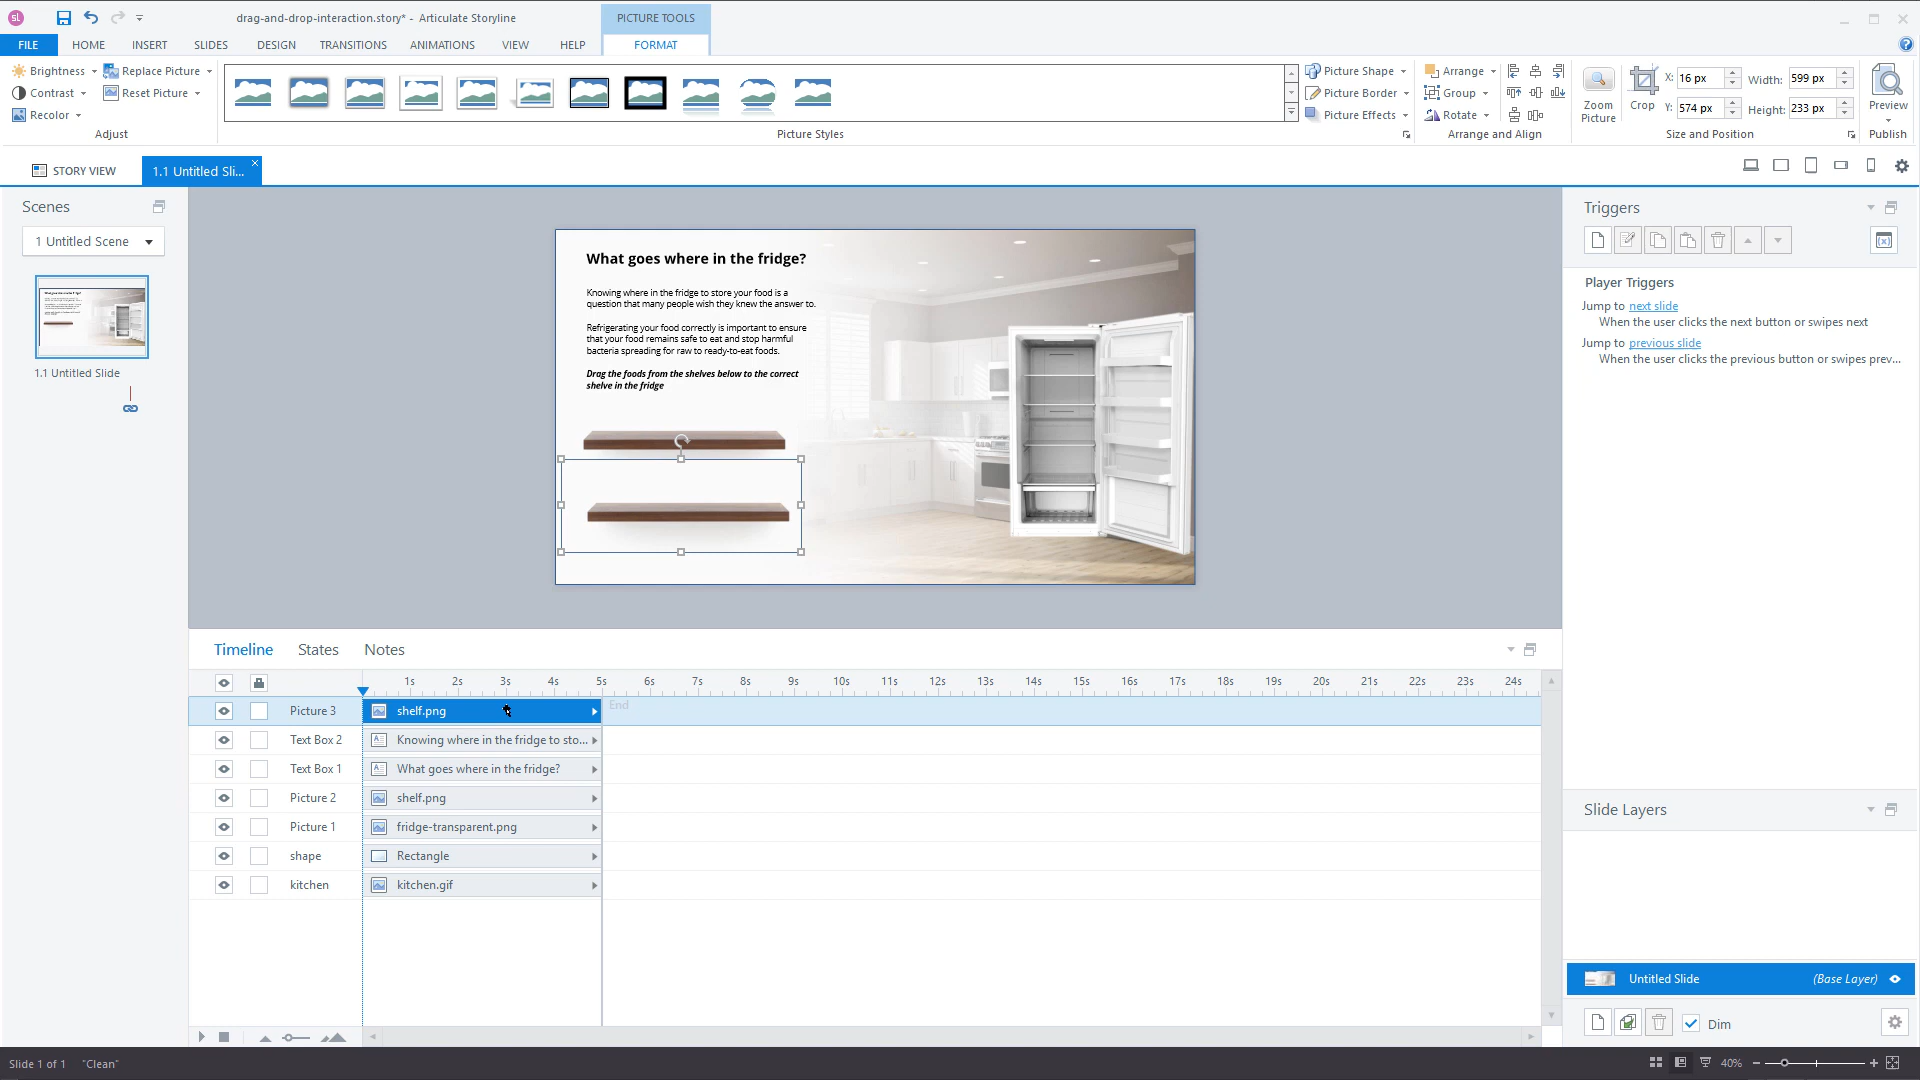 sl
drag-and-drop-interaction.story* - Articulate Storyline
PICTURE TOOLS
FILE
HOME
INSERT
SLIDES
DESIGN
TRANSITIONS
ANIMATIONS
VIEW
HELP
FORMAT
Brightness
Replace Picture
Contrast
Reset Picture
Recolor
Adjust
Picture Styles
Picture Shape
Picture Border
Picture Effects
Arrange
Group
Rotate
Arrange and Align
Zoom
Picture
Crop
X: 16 px
Y: 574 px
Width: 599 px
Height: 233 px
Size and Position
Preview
Publish
STORY VIEW
1.1 Untitled Sli...
Scenes
1 Untitled Scene
1.1 Untitled Slide
What goes where in the fridge?
Knowing where in the fridge to store your food is a
question that many people wish they knew the answer to.
Refrigerating your food correctly is important to ensure
that your food remains safe to eat and stop harmful
bacteria spreading for raw to ready-to-eat foods.
Drag the foods from the shelves below to the correct
shelve in the fridge
Triggers
Player Triggers
Jump to next slide
When the user clicks the next button or swipes next
Jump to previous slide
When the user clicks the previous button or swipes prev...
Timeline
States
Notes
1s 2s 3s 4s 5s 6s 7s 8s 9s 10s 11s 12s 13s 14s 15s 16s 17s 18s 19s 20s 21s 22s 23s 24s
Picture 3 shelf.png End
Text Box 2 Knowing where in the fridge to sto...
Text Box 1 What goes where in the fridge?
Picture 2 shelf.png
Picture 1 fridge-transparent.png
shape Rectangle
kitchen kitchen.gif
Slide Layers
Untitled Slide (Base Layer)
Dim
Slide 1 of 1 "Clean"
40%